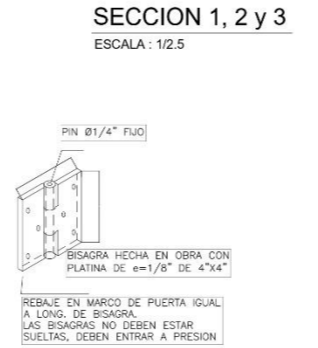 SECCION 1, 2 y 3
ESCALA : 1/2.5
PIN Ø1/4" FIJO
BISAGRA HECHA EN OBRA CON
PLATINA DE e=1/8" DE 4"X4"
REBAJE EN MARCO DE PUERTA IGUAL
A LONG. DE BISAGRA.
LAS BISAGRAS NO DEBEN ESTAR
SUELTAS, DEBEN ENTRAR A PRESION